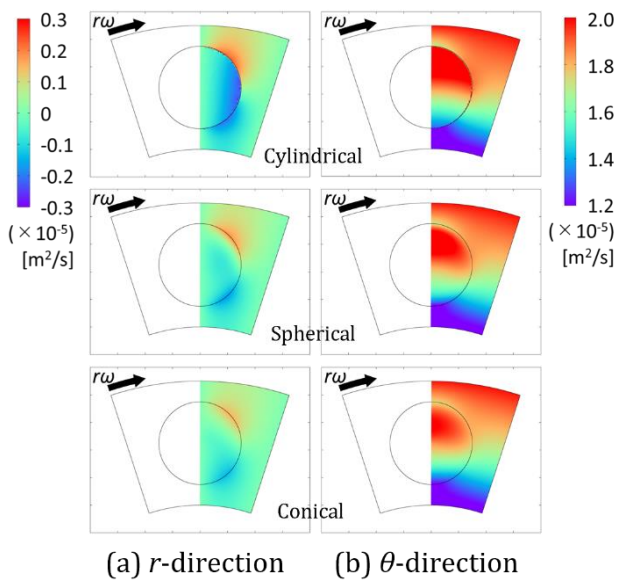 0.3
0.2
0.1
0
-0.1
-0.2
-0.3
(×10-5)
[m2/s]
rω
rω
Cylindrical
2.0
1.8
1.6
1.4
1.2
(×10-5)
[m2/s]
rω
rω
Spherical
rω
rω
Conical
(a) r-direction
(b) θ-direction